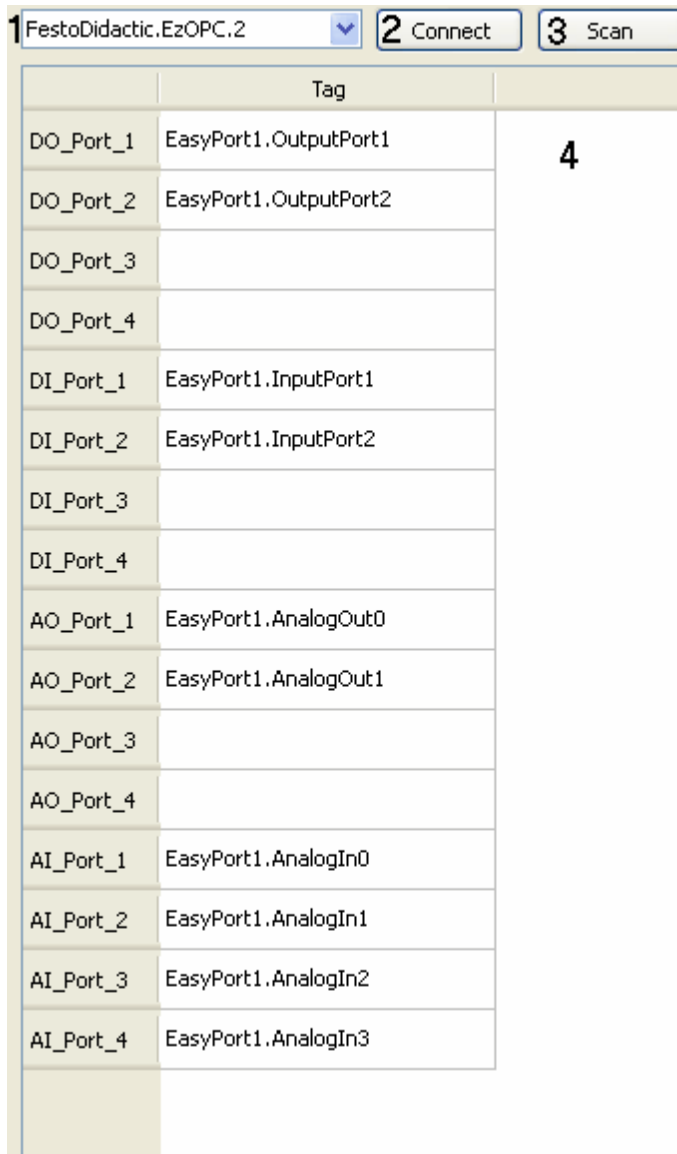 1 FestoDidactic.EzOPC.2 2 Connect 3 Scan
Tag
DO_Port_1 EasyPort1.OutputPort1 4
DO_Port_2 EasyPort1.OutputPort2
DO_Port_3
DO_Port_4
DI_Port_1 EasyPort1.InputPort1
DI_Port_2 EasyPort1.InputPort2
DI_Port_3
DI_Port_4
AO_Port_1 EasyPort1.AnalogOut0
AO_Port_2 EasyPort1.AnalogOut1
AO_Port_3
AO_Port_4
AI_Port_1 EasyPort1.AnalogIn0
AI_Port_2 EasyPort1.AnalogIn1
AI_Port_3 EasyPort1.AnalogIn2
AI_Port_4 EasyPort1.AnalogIn3